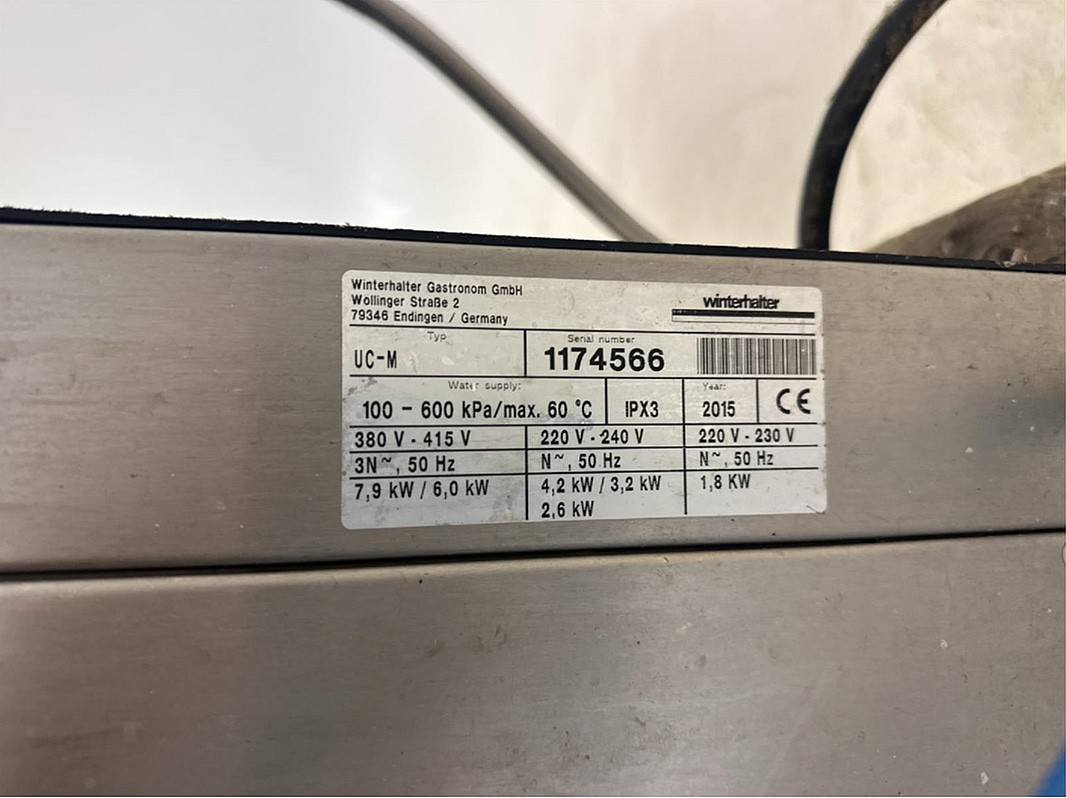 Winterhalter Gastronom GmbH
Wöllinger Straße 2
79346 Endingen / Germany
winterhalter
Typ
UC-M
Serial number
1174566
Water supply:
100 - 600 kPa/max. 60 °C
IPX3
Year:
2015
CE
380 V - 415 V
220 V - 240 V
220 V - 230 V
3N~, 50 Hz
N~, 50 Hz
N~, 50 Hz
7,9 kW / 6,0 kW
4,2 kW / 3,2 kW
2,6 kW
1,8 KW